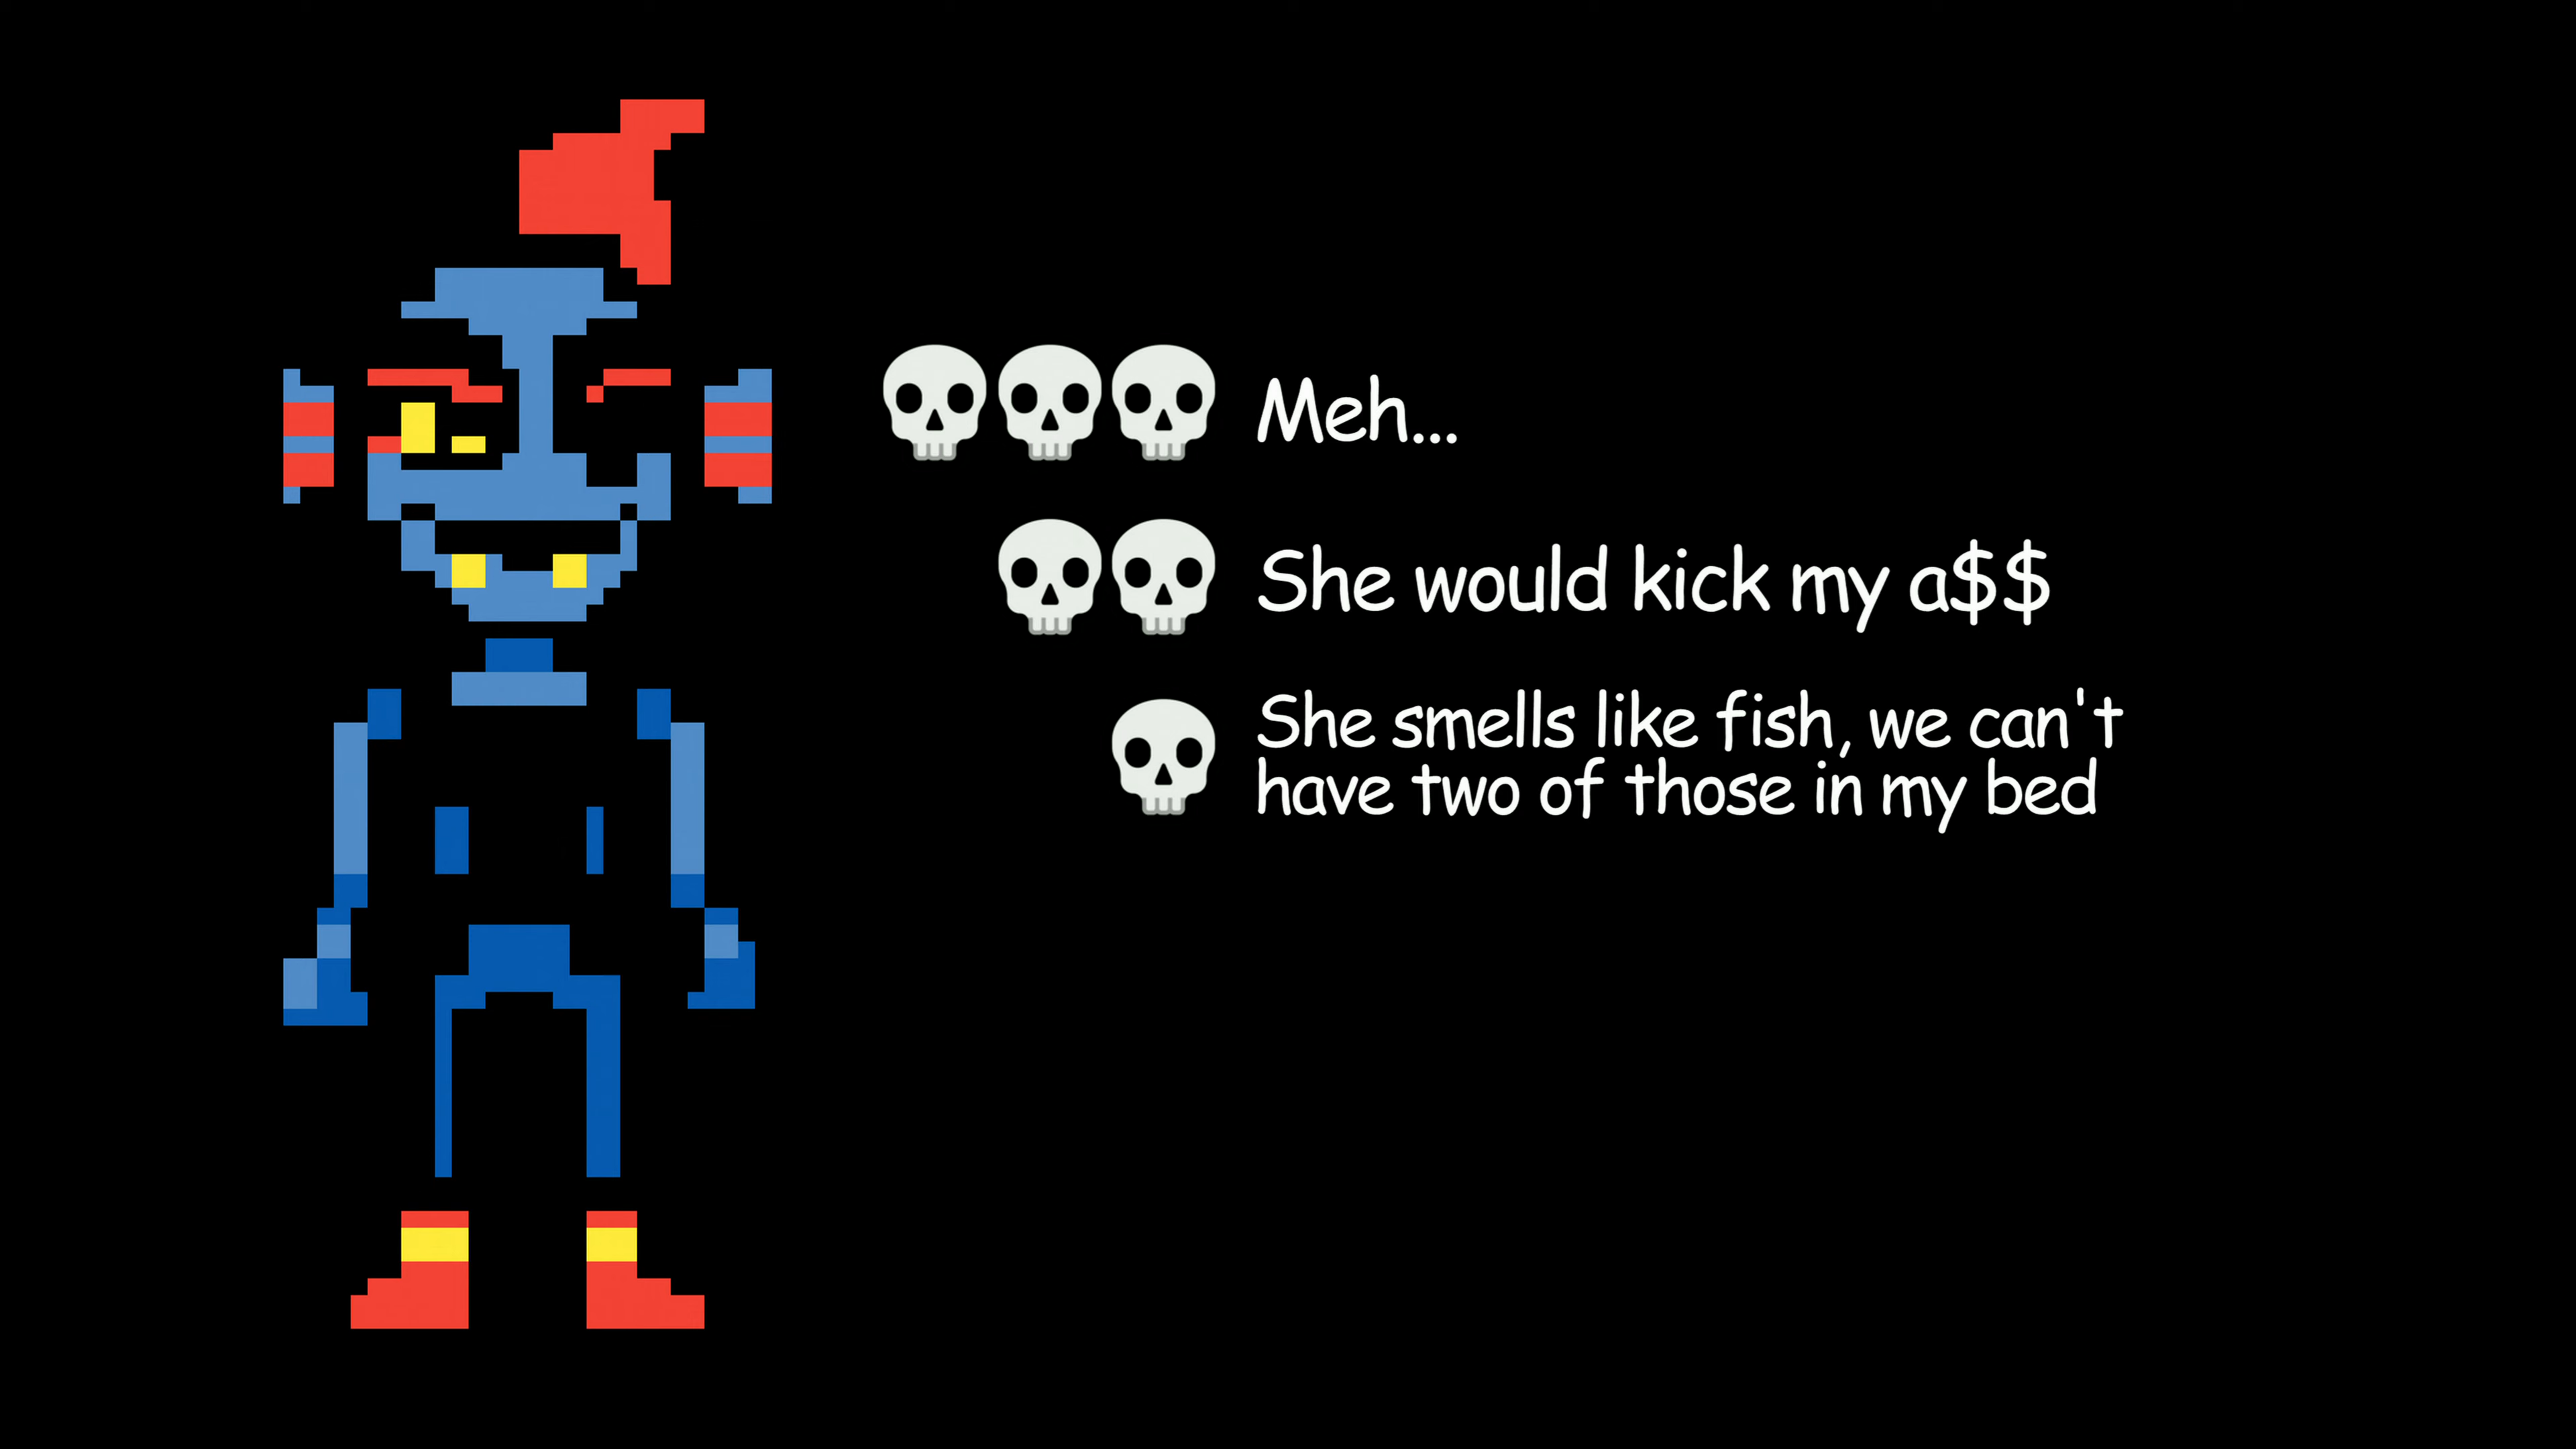 Meh...
She would kick my a$$
She smells like fish, we can't
have two of those in my bed